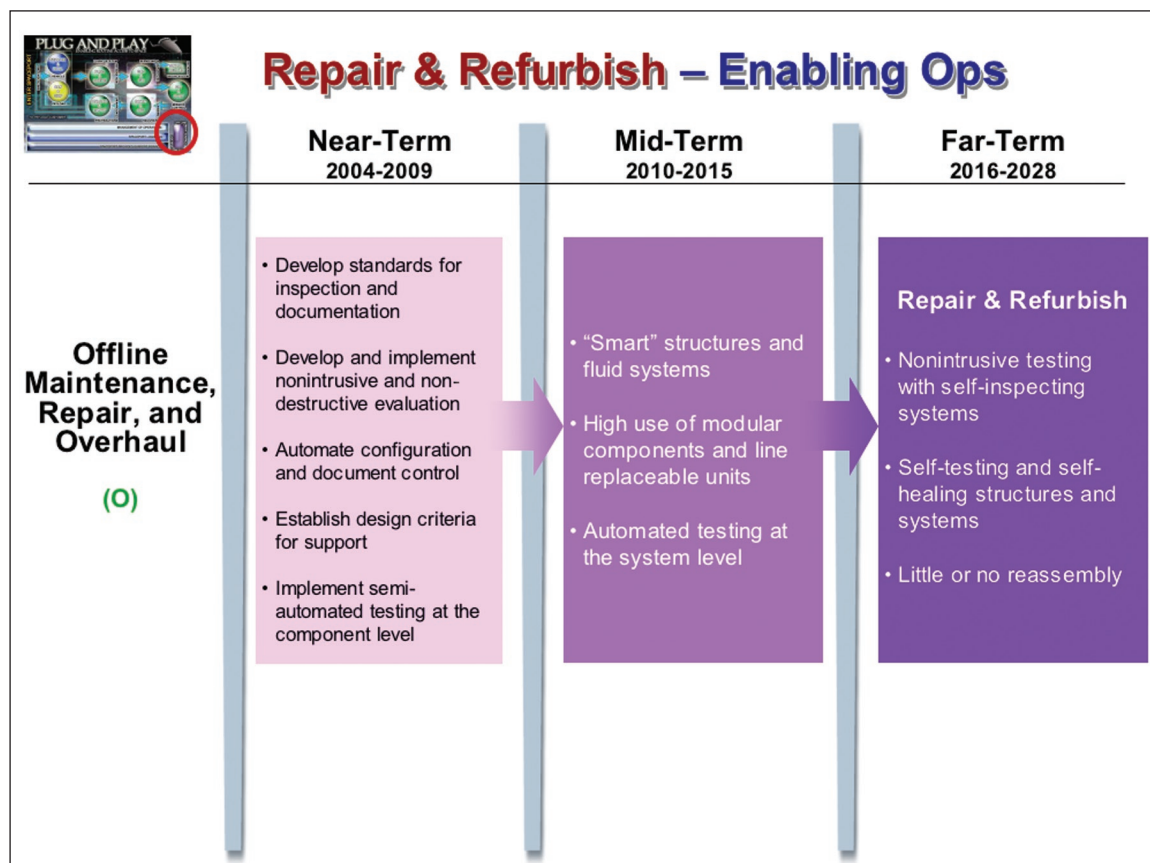 PLUG AND PLAY
Repair & Refurbish – Enabling Ops
Near-Term
2004-2009
Mid-Term
2010-2015
Far-Term
2016-2028
Offline
Maintenance,
Repair, and
Overhaul
(O)
• Develop standards for
inspection and
documentation
• Develop and implement
nonintrusive and non-
destructive evaluation
• Automate configuration
and document control
• Establish design criteria
for support
• Implement semi-
automated testing at the
component level
• “Smart” structures and
fluid systems
• High use of modular
components and line
replaceable units
• Automated testing at
the system level
Repair & Refurbish
• Nonintrusive testing
with self-inspecting
systems
• Self-testing and self-
healing structures and
systems
• Little or no reassembly